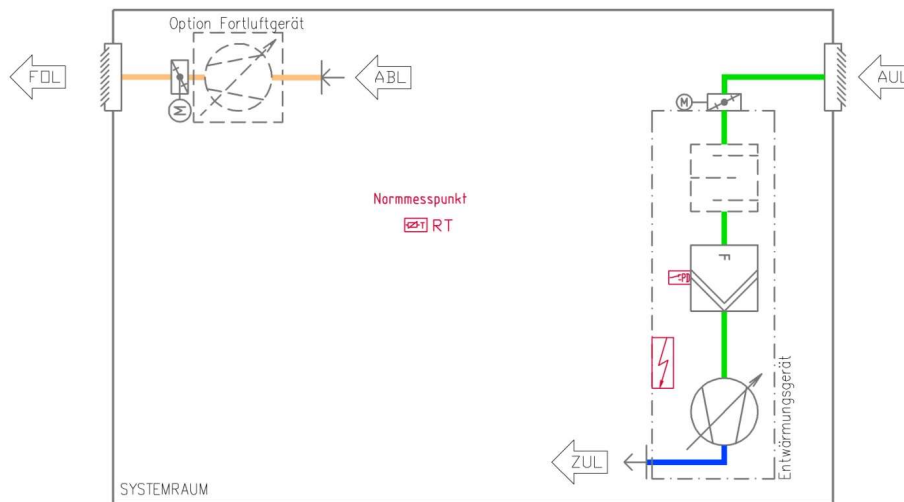 Option Fortluftgerät
FOL
ABL
AUL
M
M
Normmesspunkt
T RT
F
PD
Entwärmungsgerät
ZUL
SYSTEMRAUM